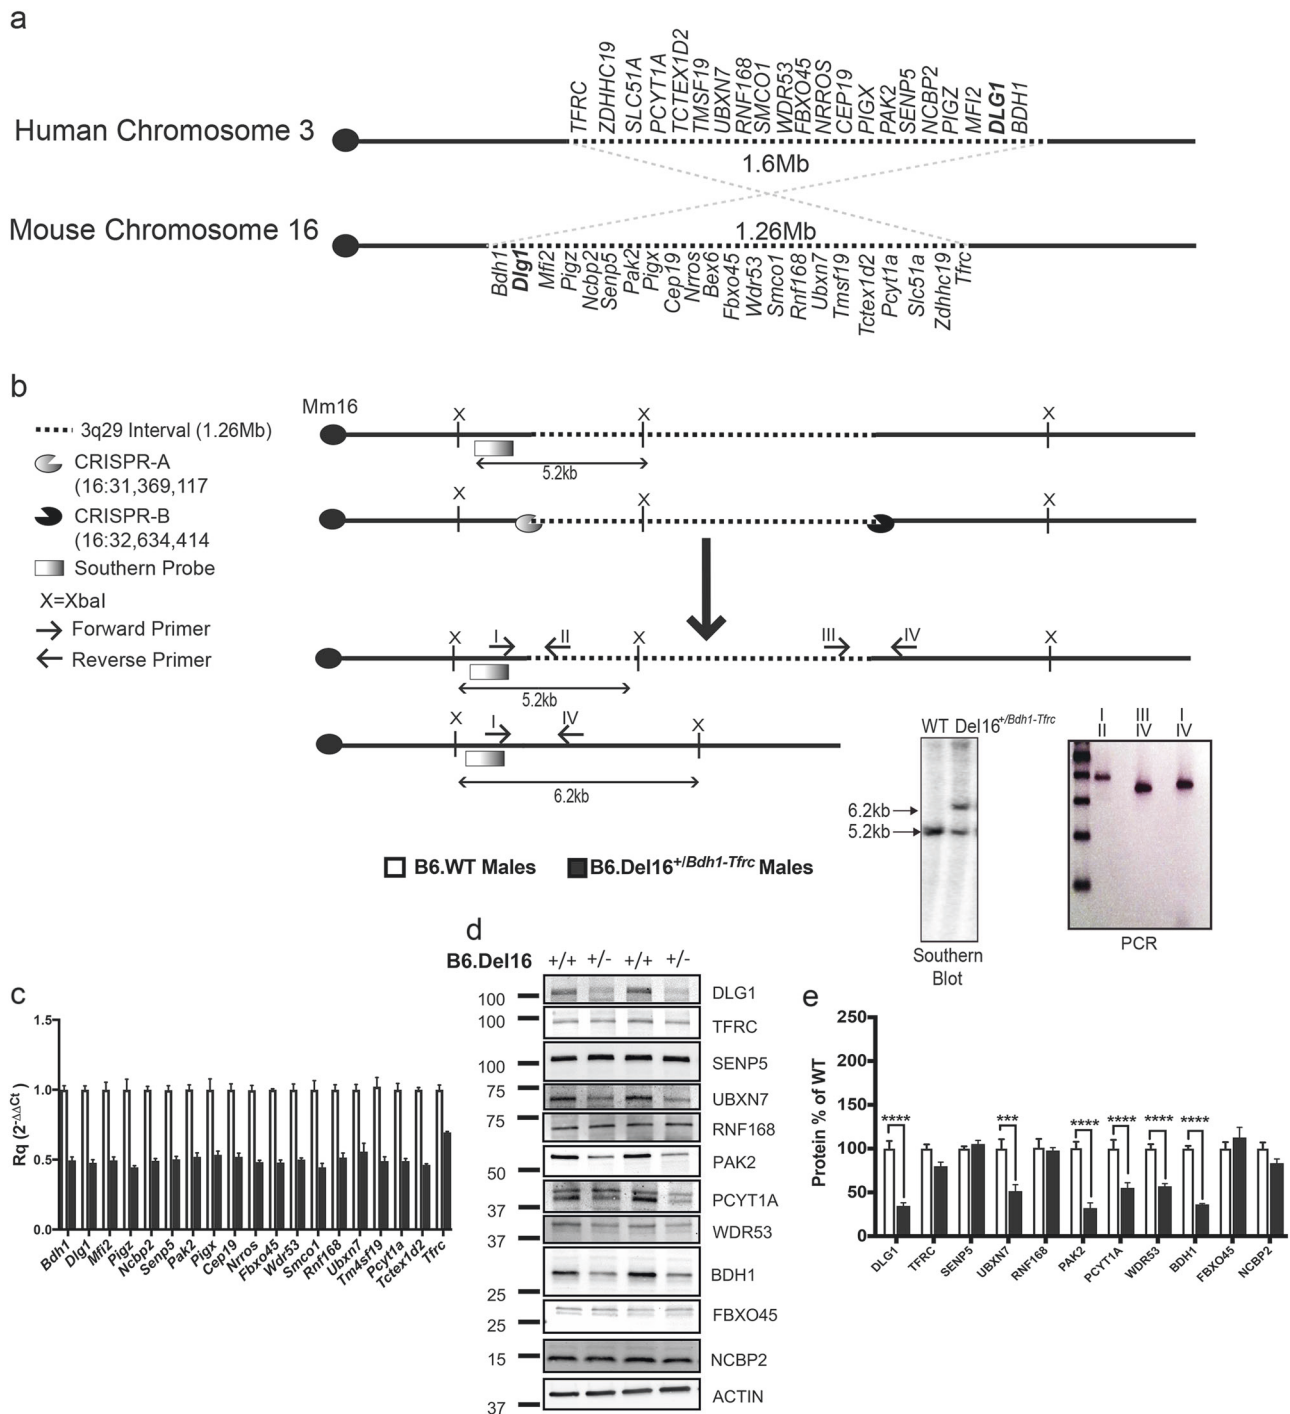 a
TFRC
ZDHHC19
SLC51A
PCYT1A
TCTEX1D2
TMSF19
UBXN7
RNF168
SMCO1
WDR53
FBXO45
NRROS
CEP19
PIGX
PAK2
SENP5
NCBP2
PIGZ
MFI2
DLG1
BDH1
Human Chromosome 3
1.6Mb
Mouse Chromosome 16
1.26Mb
Bdh1
Dlg1
Mfi2
Pigz
Ncbp2
Senp5
Pak2
Pigx
Cep19
Nrros
Bex6
Fbxo45
Wdr53
Smco1
Rnf168
Ubxn7
Tmsf19
Tctex1d2
Pcyt1a
Slc51a
Zdhhc19
Tfrc
b
3q29 Interval (1.26Mb)
CRISPR-A
(16:31,369,117
CRISPR-B
(16:32,634,414
Southern Probe
X=XbaI
Forward Primer
Reverse Primer
Mm16
X X X
5.2kb
X X X
X I II X III IV X
5.2kb
X I IV X
6.2kb
WT Del16+/Bdh1-Tfrc
6.2kb
5.2kb
Southern
Blot
I III I
II IV IV
PCR
B6.WT Males B6.Del16+/Bdh1-Tfrc Males
c
1.5
1.0
0.5
0.0
Rq (2-ΔΔCt)
Bdh1
Dlg1
Mfi2
Pigz
Ncbp2
Senp5
Pak2
Pigx
Cep19
Nrros
Fbxo45
Wdr53
Smco1
Rnf168
Ubxn7
Tm4sf19
Pcyt1a
Tctex1d2
Tfrc
d
B6.Del16 +/+ +/- +/+ +/-
100 DLG1
100 TFRC
100 SENP5
75 UBXN7
75 RNF168
50 PAK2
37 PCYT1A
37 WDR53
25 BDH1
25 FBXO45
15 NCBP2
37 ACTIN
e
250
200
150
100
50
0
Protein % of WT
**** *** **** **** **** ****
DLG1
TFRC
SENP5
UBXN7
RNF168
PAK2
PCYT1A
WDR53
BDH1
FBXO45
NCBP2